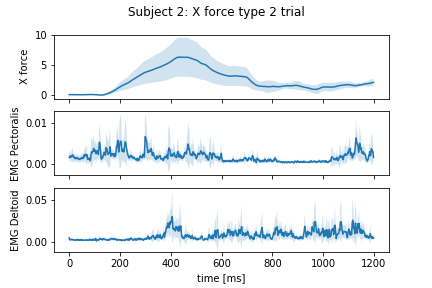 Subject 2: X force type 2 trial
X force
10
5
0
EMG Pectoralis
0.01
0.00
EMG Deltoid
0.05
0.00
0 200 400 600 800 1000 1200
time [ms]